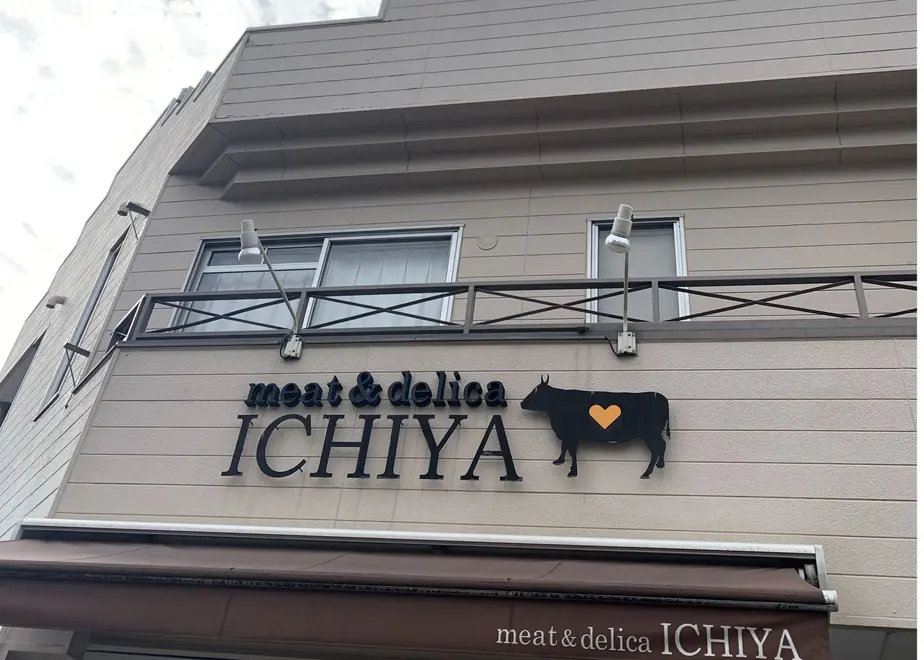 meat & delica
ICHIYA
meat & delica ICHIYA